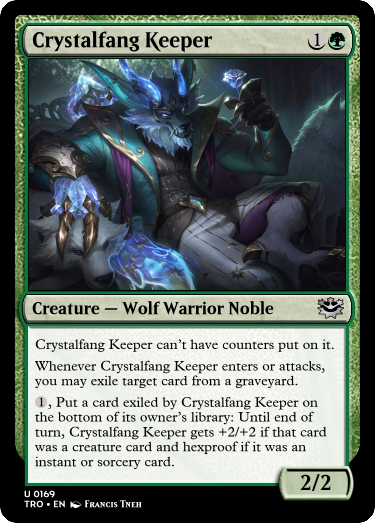 Crystalfang Keeper 1
Creature — Wolf Warrior Noble
Crystalfang Keeper can't have counters put on it.
Whenever Crystalfang Keeper enters or attacks,
you may exile target card from a graveyard.
1, Put a card exiled by Crystalfang Keeper on
the bottom of its owner's library: Until end of
turn, Crystalfang Keeper gets +2/+2 if that card
was a creature card and hexproof if it was an
instant or sorcery card.
2/2
U 0169
TRO • EN Francis Tneh